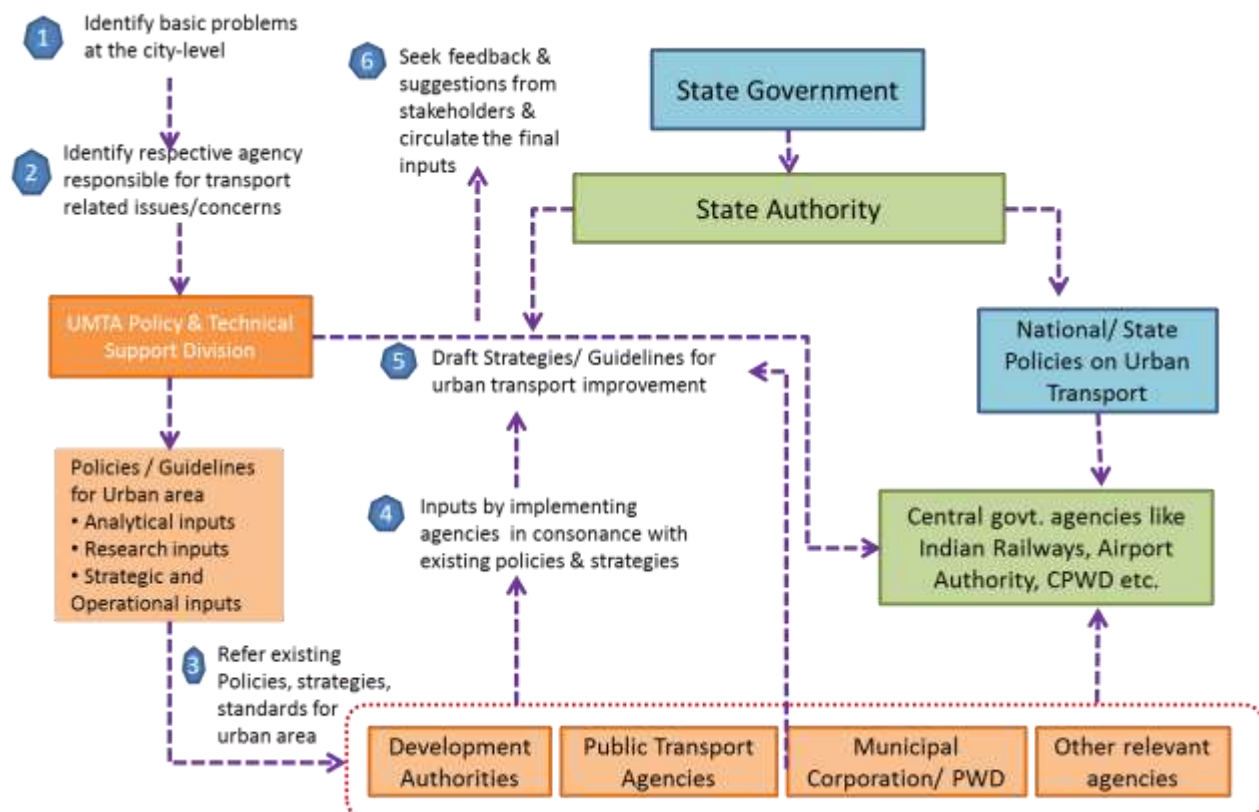 1
Identify basic problems
at the city-level
2
Identify respective agency
responsible for transport
related issues/concerns
UMTA Policy & Technical
Support Division
Policies / Guidelines
for Urban area
• Analytical inputs
• Research inputs
• Strategic and
Operational inputs
3
Refer existing
Policies, strategies,
standards for
urban area
4
Inputs by implementing
agencies in consonance with
existing policies & strategies
5
Draft Strategies/ Guidelines for
urban transport improvement
6
Seek feedback &
suggestions from
stakeholders &
circulate the final
inputs
State Government
State Authority
National/ State
Policies on Urban
Transport
Central govt. agencies like
Indian Railways, Airport
Authority, CPWD etc.
Development
Authorities
Public Transport
Agencies
Municipal
Corporation/ PWD
Other relevant
agencies